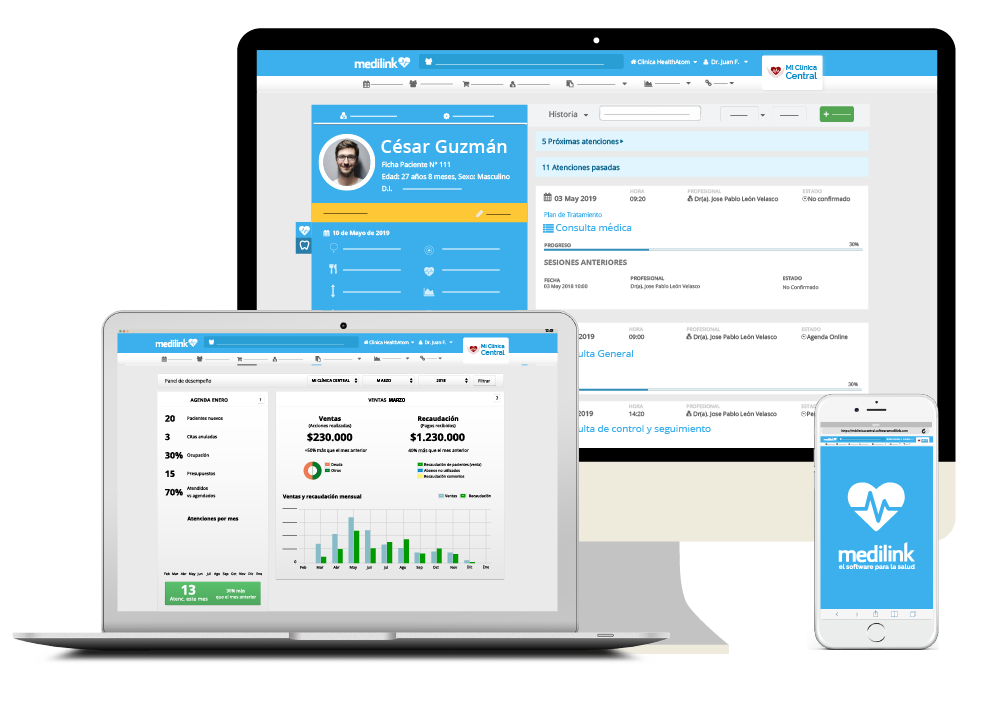 medilink
Clínica HealthAtom
Dr. Juan F.
Mi Clínica
Central
César Guzmán
Ficha Paciente N° 111
Edad: 27 años 8 meses, Sexo: Masculino
D.I.
10 de Mayo de 2019
Historia
5 Próximas atenciones
11 Atenciones pasadas
HORA PROFESIONAL ESTADO
03 May 2019 09:20 Dr(a). Jose Pablo León Velasco No confirmado
Plan de Tratamiento
Consulta médica
PROGRESO 30%
SESIONES ANTERIORES
FECHA PROFESIONAL ESTADO
03 May 2018 10:00 Dr(a). Jose Pablo León Velasco No Confirmado
HORA PROFESIONAL ESTADO
2019 09:00 Dr(a). Jose Pablo León Velasco Agenda Online
ulta General
30%
HORA PROFESIONAL
2019 14:20 Dr(a). Jose Pablo León Velasco
ulta de control y seguimiento
medilink
Clínica HealthAtom
Dr. Juan F.
Mi Clínica
Central
Panel de desempeño MI CLÍNICA CENTRAL MARZO 2018 Filtrar
AGENDA ENERO 1
20 Pacientes nuevos
3 Citas anuladas
30% Ocupación
15 Presupuestos
70% Atendidos
vs agendados
Atenciones por mes
Feb Mar Abr May Jun Jul Ago Sep Oct Nov Dic Ene
13
Atenc. este mes
30% más
que el mes anterior
VENTAS MARZO
Ventas
(Acciones realizadas)
$230.000
+50% más que el mes anterior
Deuda
Otros
Recaudación
(Pagos recibidos)
$1.230.000
40% más que el mes anterior
Recaudación de pacientes (venta)
Abonos no utilizados
Recaudación convenios
Ventas y recaudación mensual
Ventas Recaudación
0
Feb Mar Abr May Jun Jul Ago Sep Oct Nov Dic Ene
medilink
el software para la salud